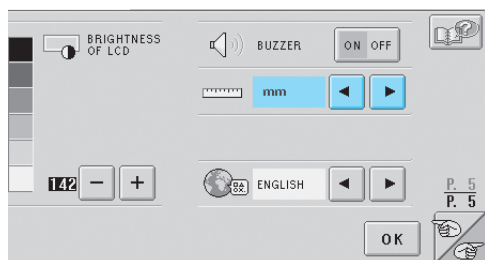 BRIGHTNESS
OF LCD
BUZZER
ON OFF
mm
142
ENGLISH
P. 5
P. 5
OK